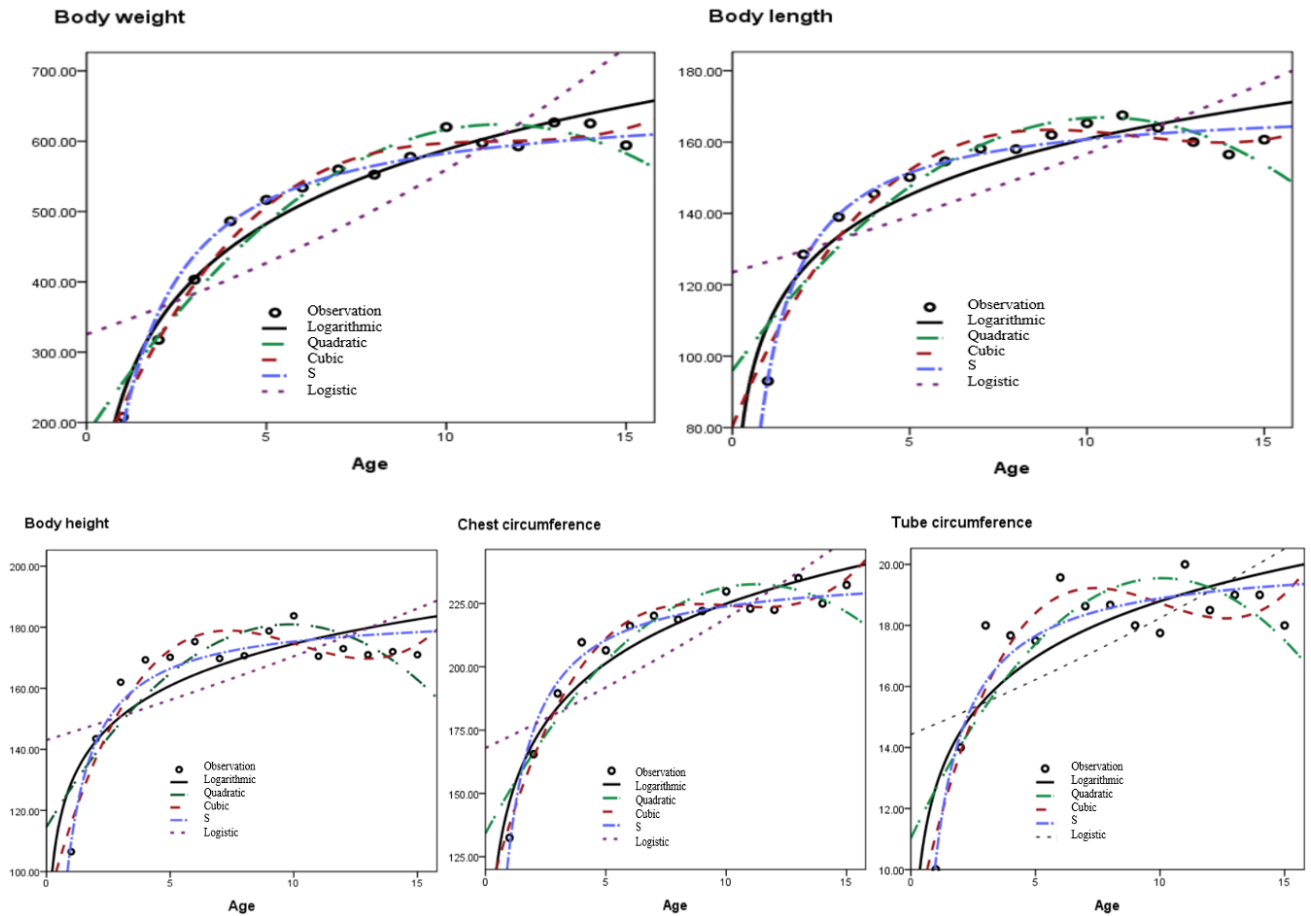 Body weight
700.00
600.00
500.00
400.00
300.00
200.00
0 5 10 15
Age
Observation
Logarithmic
Quadratic
Cubic
S
Logistic
Body length
180.00
160.00
140.00
120.00
100.00
80.00
0 5 10 15
Age
Observation
Logarithmic
Quadratic
Cubic
S
Logistic
Body height
200.00
180.00
160.00
140.00
120.00
100.00
0 5 10 15
Age
Observation
Logarithmic
Quadratic
Cubic
S
Logistic
Chest circumference
225.00
200.00
175.00
150.00
125.00
0 5 10 15
Age
Observation
Logarithmic
Quadratic
Cubic
S
Logistic
Tube circumference
20.00
18.00
16.00
14.00
12.00
10.00
0 5 10 15
Age
Observation
Logarithmic
Quadratic
Cubic
S
Logistic